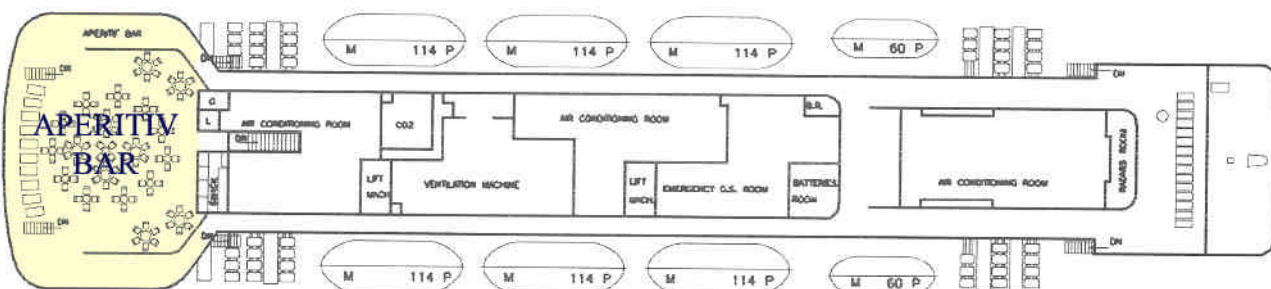 APERITIF BAR
DN
M 114 P
M 114 P
M 114 P
M 60 P
DN
DN
G
L
AIR CONDITIONING ROOM
CO2
AIR CONDITIONING ROOM
B.R.
APERITIV
BAR
DN
LIFT
MACH.
VENTILATION MACHINE
LIFT
MACH.
EMERGENCY D.G. ROOM
BATTERIES
ROOM
AIR CONDITIONING ROOM
RADARS ROOM
DN
DN
DN
M 114 P
M 114 P
M 114 P
M 60 P